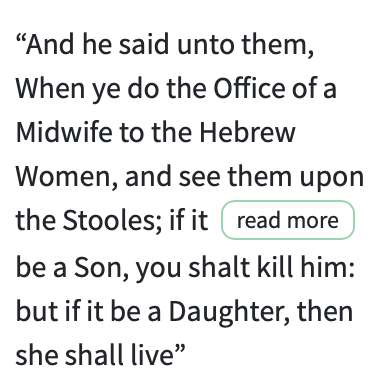 “And he said unto them,
When ye do the Office of a
Midwife to the Hebrew
Women, and see them upon
the Stooles; if it read more
be a Son, you shalt kill him:
but if it be a Daughter, then
she shall live”